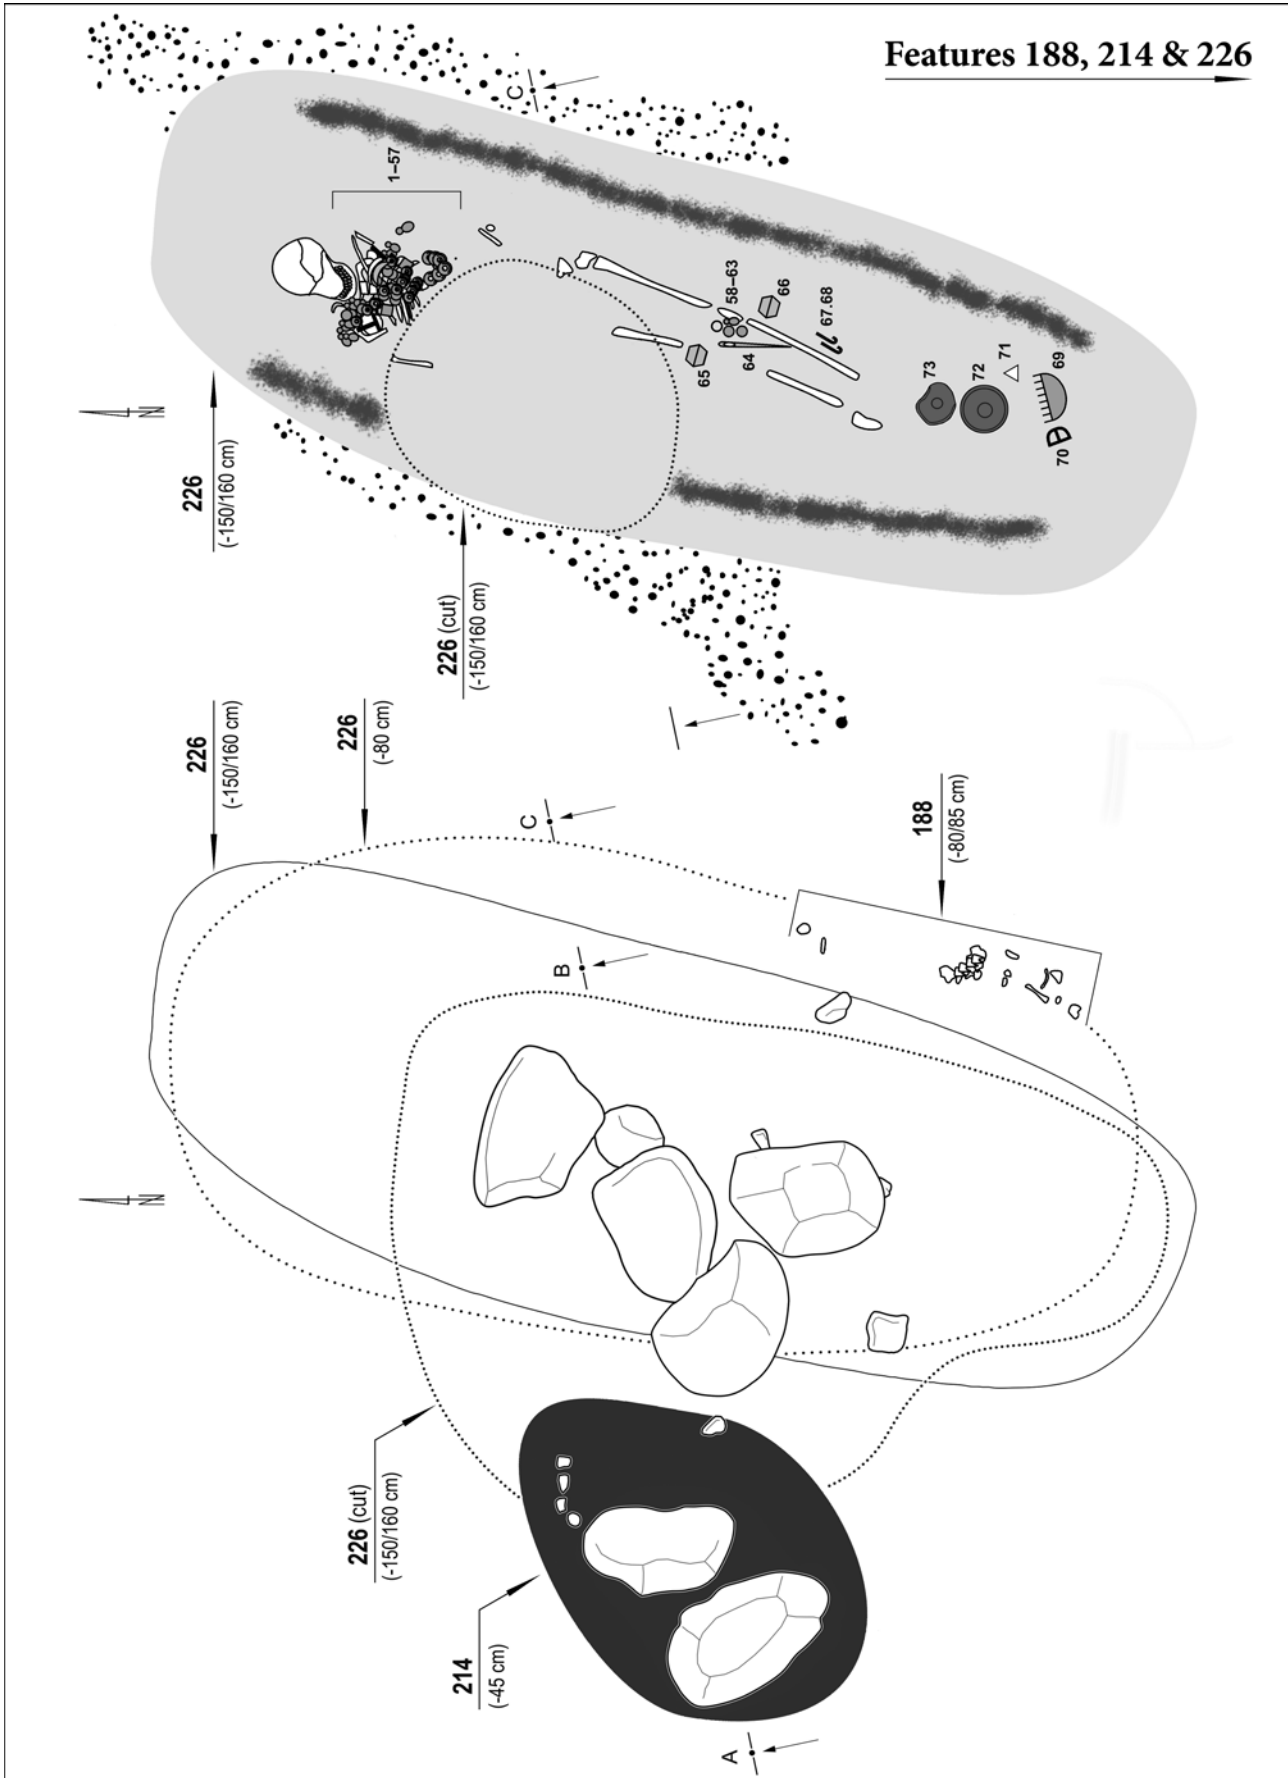 Features 188, 214 & 226
C
1–57
N
226
(-150/160 cm)
58–63
66
67.68
65
64
73
72
71
69
70
226 (cut)
(-150/160 cm)
226
(-150/160 cm)
226
(-80 cm)
C
188
(-80/85 cm)
B
N
226 (cut)
(-150/160 cm)
214
(-45 cm)
A